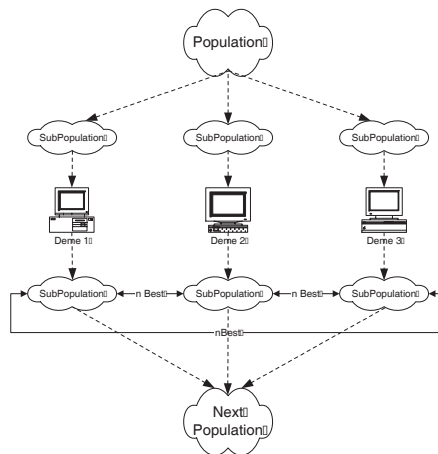 Population
SubPopulation SubPopulation SubPopulation
Deme 1 Deme 2 Deme 3
SubPopulation n Best SubPopulation n Best SubPopulation
nBest
Next
Population